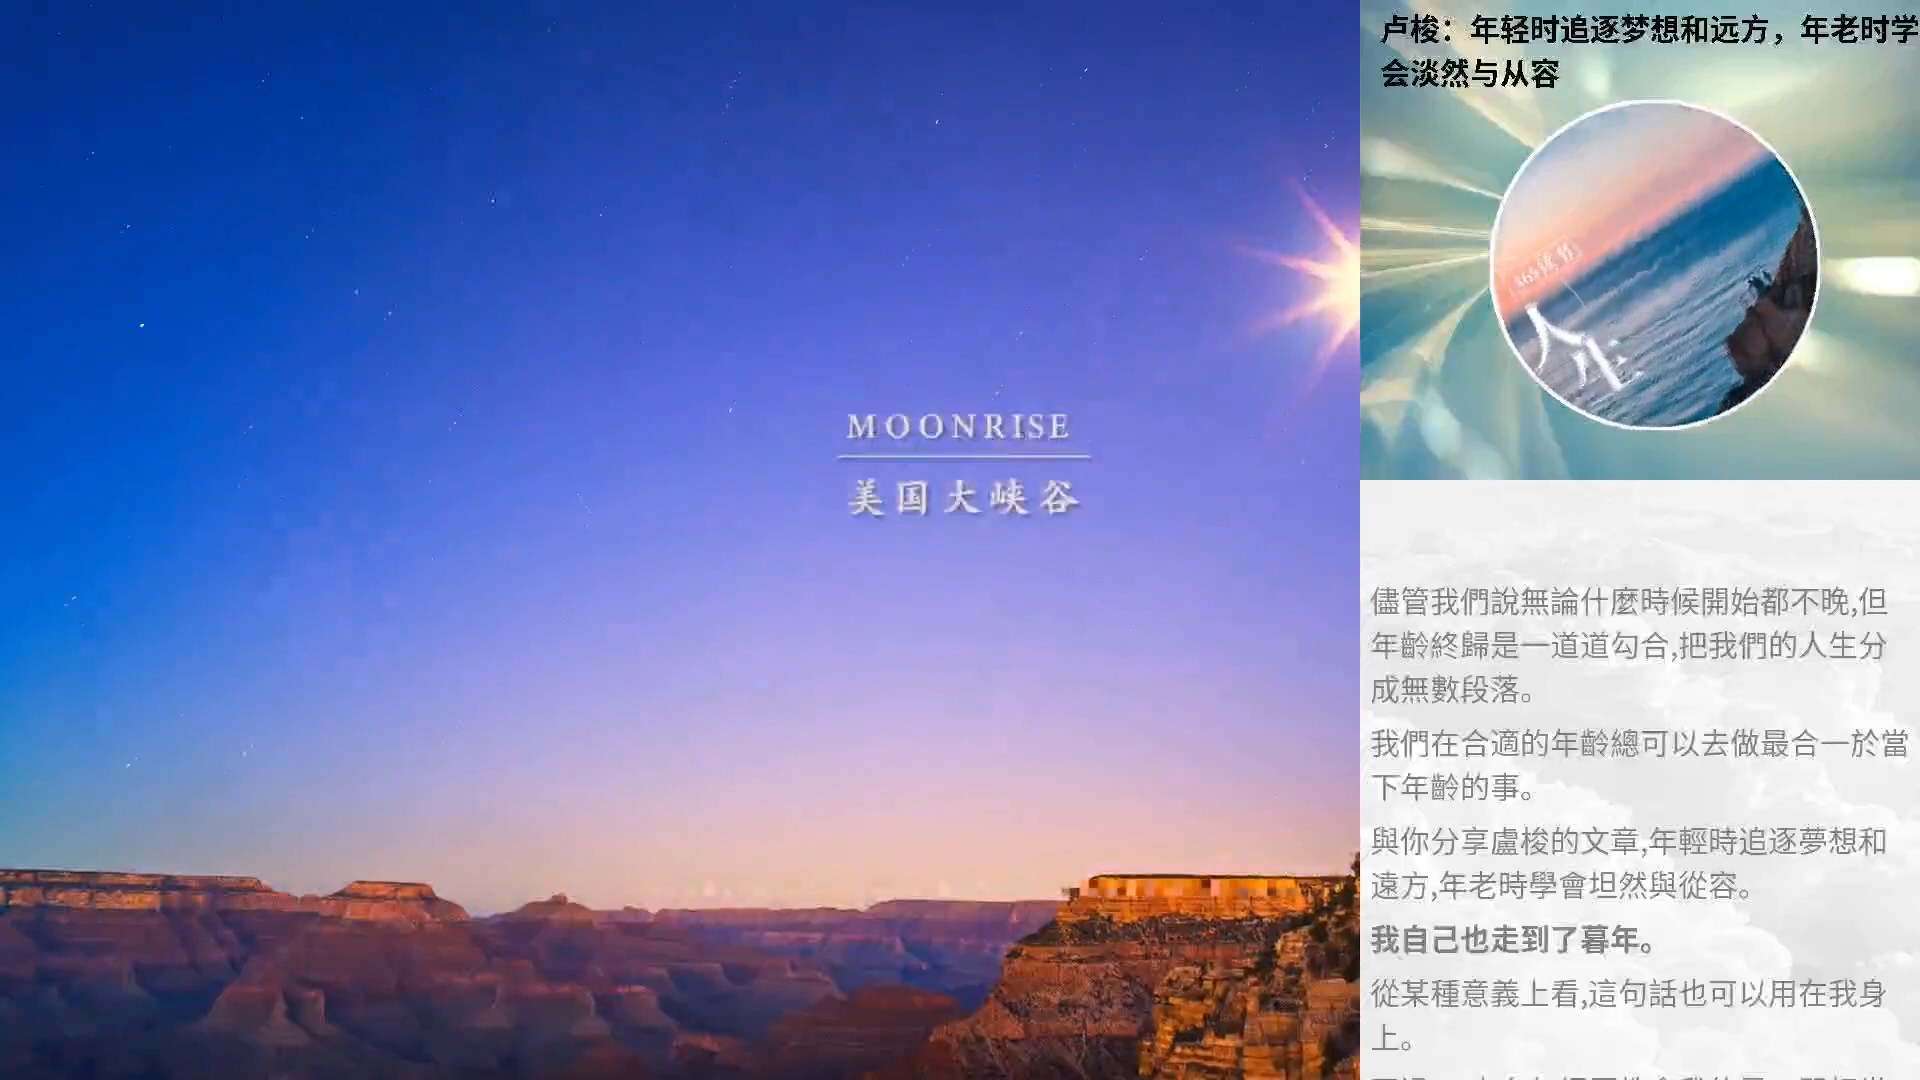 MOONRISE
美国大峡谷
卢梭：年轻时追逐梦想和远方，年老时学
会淡然与从容
365读书
人生
儘管我們說無論什麼時候開始都不晚,但
年齡終歸是一道道勾合,把我們的人生分
成無數段落。
我們在合適的年齡總可以去做最合一於當
下年齡的事。
與你分享盧梭的文章,年輕時追逐夢想和
遠方,年老時學會坦然與從容。
我自己也走到了暮年。
從某種意義上看,這句話也可以用在我身
上。